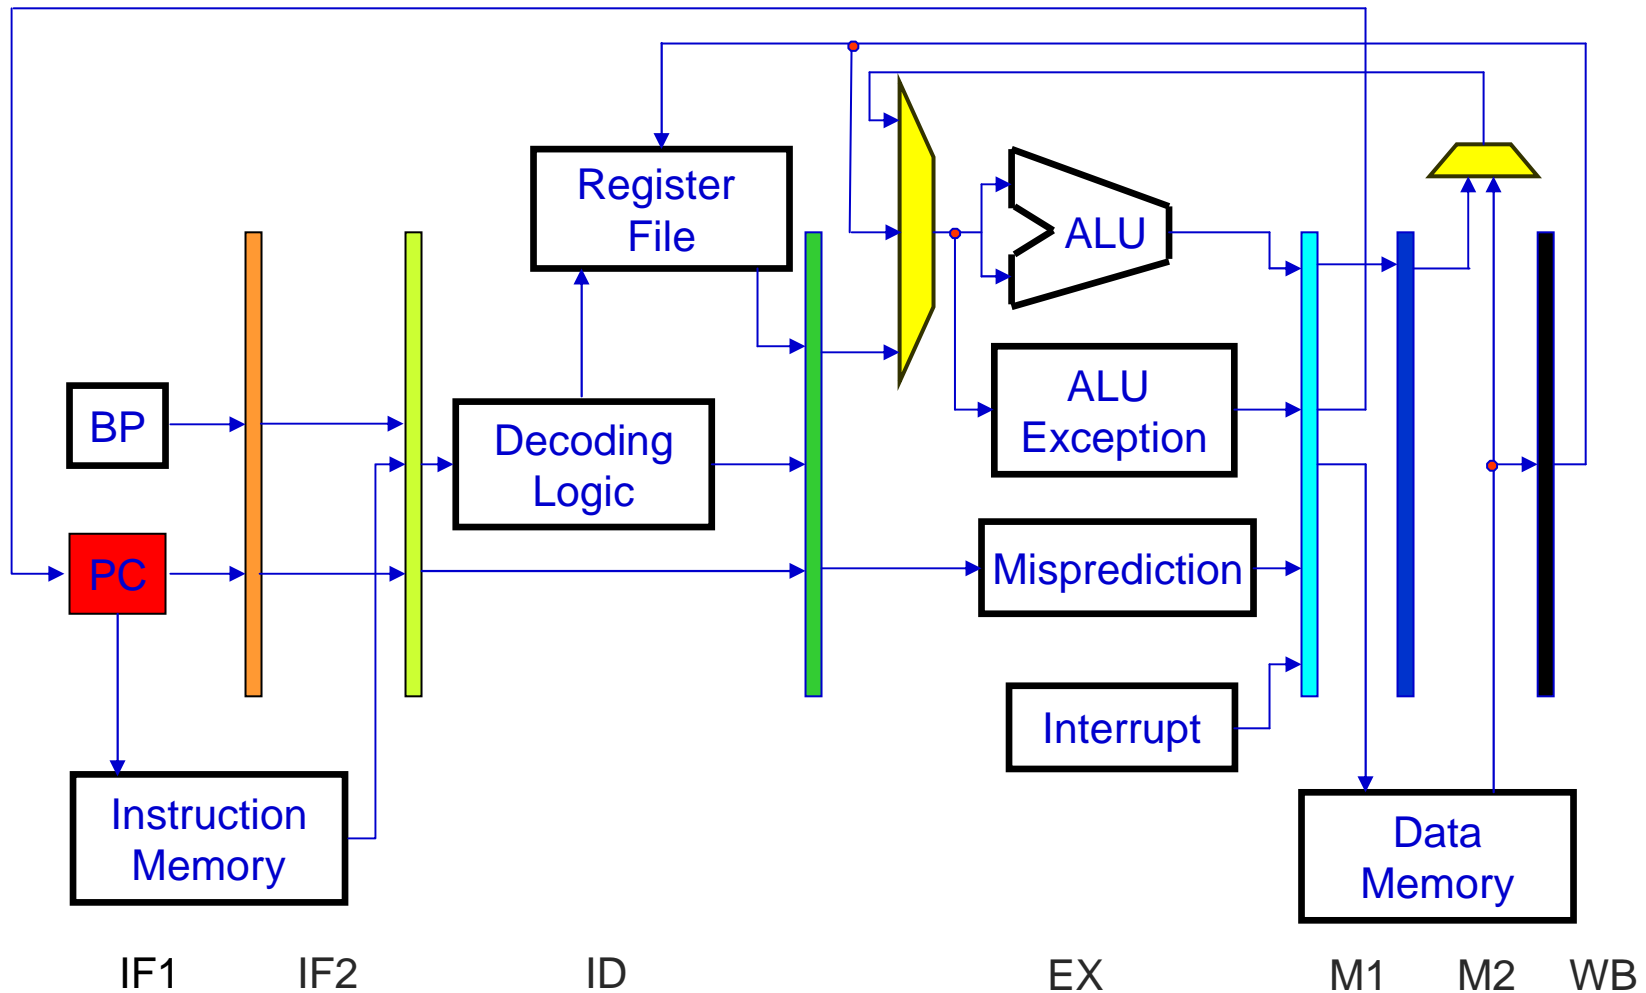 Register
File
ALU
BP
Decoding
Logic
ALU
Exception
PC
Misprediction
Interrupt
Instruction
Memory
Data
Memory
IF1
IF2
ID
EX
M1
M2
WB